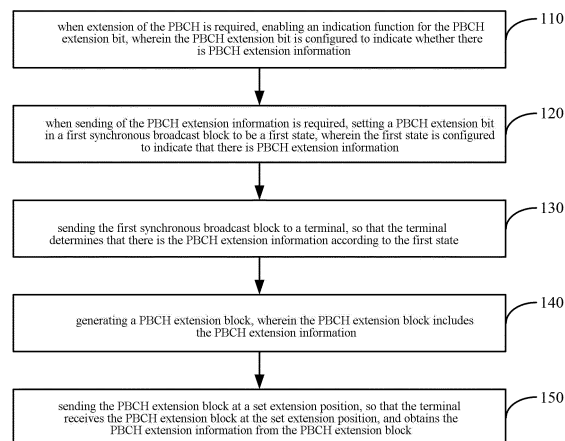 when extension of the PBCH is required, enabling an indication function for the PBCH
extension bit, wherein the PBCH extension bit is configured to indicate whether there
is PBCH extension information
110
when sending of the PBCH extension information is required, setting a PBCH extension bit
in a first synchronous broadcast block to be a first state, wherein the first state is configured
to indicate that there is PBCH extension information
120
sending the first synchronous broadcast block to a terminal, so that the terminal
determines that there is the PBCH extension information according to the first state
130
generating a PBCH extension block, wherein the PBCH extension block includes
the PBCH extension information
140
sending the PBCH extension block at a set extension position, so that the terminal
receives the PBCH extension block at the set extension position, and obtains the
PBCH extension information from the PBCH extension block
150